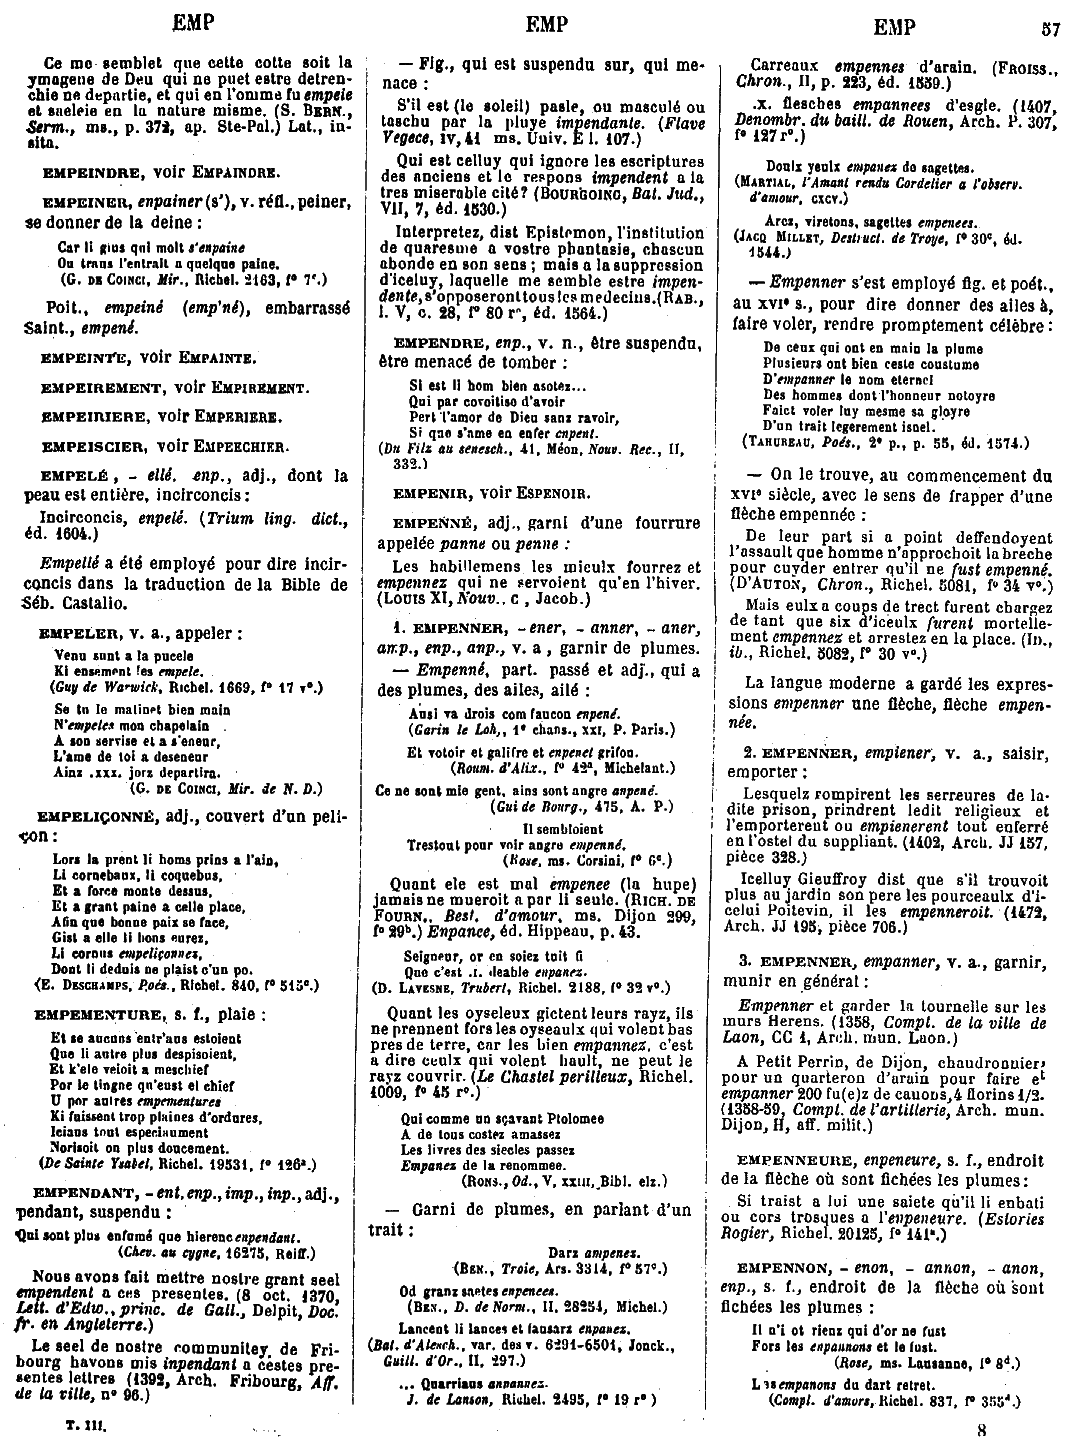 EMP
EMP
EMP
57
Ce me semblet que cette cotte soit la
ymagene de Deu qui ne puet estre detren-
chie ne departie, et qui en l'omme fu empeie
et aneleie en la nature misme. (S. BERN.,
Serm., ms., p. 372, ap. Ste-Pal.) Lat., in-
sita.
EMPEINDRE, voir EMPAINDRE.
EMPEINER, enpainer (s'), v. réfl., peiner,
se donner de la peine :
Car li gius qui molt s'enpaine
Ou trans l'entrait a quelque paine.
(G. DE COINCI, Mir., Richel. 2163, f° 7c.)
Poit., empeiné (emp'né), embarrassé
Saint., empené.
EMPEINTE, voir EMPAINTE.
EMPEIREMENT, voir EMPIREMENT.
EMPEIRIERE, voir EMPERIERE.
EMPEISCIER, voir EMPEECHIER.
EMPELÉ, - ellé, enp., adj., dont la
peau est entière, incirconcis :
Incirconcis, enpelé. (Trium ling. dict.,
éd. 1604.)
Empellé a été employé pour dire incir-
concis dans la traduction de la Bible de
Séb. Castalio.
EMPELER, v. a., appeler :
Venu sunt a la pucele
Ki ensement les empele.
(Guy de Warwick, Richel. 1669, f° 17 v°.)
Se tu le matinet bien main
N'empeles mon chapelain
A son servise et a s'eneur,
L'ame de toi a deseneur
Ainz .xxx. jorz departira.
(G. DE COINCI, Mir. de N. D.)
EMPELIÇONNÉ, adj., couvert d'un peli-
çon :
Lors la prent li homs prins a l'ain,
Li cornebaux, li coquebus,
Et a force monte dessus,
Et a grant paine a celle place,
Afin que bonne paix se face,
Gist a elle li hons eurez,
Li cornus empeliçonnez,
Dont li deduis ne plaist c'un po.
(E. DESCHAMPS, Poés., Richel. 840, f° 515c.)
EMPEMENTURE, s. f., plaie :
Et se aucuns entr'aus estoient
Que li autre plus despisoient,
Et k'ele veioit a meschief
Por le tingne qu'eust el chief
U por autres empementures
Ki fuissent trop plaines d'ordures,
Icians tout especinument
Norisoit on plus doucement.
(De Sainte Ysabel, Richel. 19531, f° 126a.)
EMPENDANT, - ent, enp., imp., inp., adj.,
pendant, suspendu :
Qui sont plus enfumé que hierenc enpendant.
(Chev. au cygne, 16275, Reiff.)
Nous avons fait mettre nostre grant seel
empendent a ces presentes. (8 oct. 1370,
Lett. d'Edw., princ. de Gall., Delpit, Doc.
fr. en Angleterre.)
Le seel de nostre communitey de Fri-
bourg havons mis inpendant a cestes pre-
sentes lettres (1392, Arch. Fribourg, Aff.
de la ville, n° 96.)
T. III.
— Fig., qui est suspendu sur, qui me-
nace :
S'il est (le soleil) pasle, ou masculé ou
taschu par la pluye impendante. (Flave
Vegece, IV, 41 ms. Univ. E I. 107.)
Qui est celluy qui ignore les escriptures
des anciens et le respons impendent a la
tres miserable cité? (BOURGOING, Bat. Jud.,
VII, 7, éd. 1530.)
Interpretez, dist Epistemon, l'institution
de quaresme a vostre phantasie, chascun
abonde en son sens ; mais a la suppression
d'iceluy, laquelle me semble estre impen-
dente, s'opposeront tous les medecins. (RAB.,
l. V, c. 28, f° 80 r°, éd. 1564.)
EMPENDRE, enp., v. n., être suspendu,
être menacé de tomber :
Si est li hom bien asotez...
Qui par covoitise d'avoir
Pert l'amor de Dieu sanz ravoir,
Si que s'ame en enfer enpent.
(Du Filz au senesch., 41, Méon, Nouv. Rec., II,
332.)
EMPENIR, voir ESPENOIR.
EMPENNÉ, adj., garni d'une fourrure
appelée panne ou penne :
Les habillemens les mieulx fourrez et
empennez qui ne servoient qu'en l'hiver.
(LOUIS XI, Nouv., C, Jacob.)
1. EMPENNER, - ener, - anner, - aner,
amp., enp., anp., v. a, garnir de plumes.
— Empenné, part. passé et adj., qui a
des plumes, des ailes, ailé :
Ausi va drois com faucon enpené.
(Garin le Loh., 1e chans., XXI, P. Paris.)
Et votoir et galifre et enpenet grifon.
(Roum. d'Alix., f° 42a, Michelant.)
Ce ne sont mie gent, ains sont angre anpené.
(Gui de Bourg., 475, A. P.)
Il sembloient
Trestout pour voir angre empenné.
(Rose, ms. Corsini, f° 6c.)
Quant ele est mal empenee (la hupe)
jamais ne mueroit a par li seule. (RICH. DE
FOURN., Best. d'amour, ms. Dijon 299,
f° 29b.) Enpance, éd. Hippeau, p. 43.
Seigneur, or en soiez tuit fi
Que c'est .I. deable enpanez.
(D. LAVESNE, Trubert, Richel. 2188, f° 32 v°.)
Quant les oyseleux gictent leurs rayz, ils
ne prennent fors les oyseaulx qui volent bas
pres de terre, car les bien empannez, c'est
a dire ceulx qui volent hault, ne peut le
rayz couvrir. (Le Chastel perilleux, Richel.
1009, f° 45 r°.)
Qui comme un sçavant Ptolomee
A de tous costez amassez
Les livres des siecles passez
Empanez de la renommee.
(RONS., Od., V, XXIII, Bibl. elz.)
— Garni de plumes, en parlant d'un
trait :
Darz ampenez.
(BEN., Troie, Ars. 3314, f° 57c.)
Od granz saetes enpenees.
(BEN., D. de Norm., II, 28254, Michel.)
Lancent li lances et lansarz enpanez.
(Bat. d'Alesch., var. des v. 6291-6501, Jonck.,
Guill. d'Or., II, 297.)
... Quarriaus anpannez.
J. de Lanson, Richel. 2495, f° 19 r° )
Carreaux empennes d'arain. (FROISS.,
Chron., II, p. 223, éd. 1559.)
.x. flesches empannees d'esgle. (1407,
Denombr. du baill. de Rouen, Arch. P. 307,
f° 127 r°.)
Doulx yeulx empanez de sagettes.
(MARTIAL, l'Amant rendu Cordelier a l'observ.
d'amour, CXCV.)
Arcz, viretons, sagettes empenees.
(JACQ MILLET, Destruct. de Troye, f° 30c, éd.
1544.)
— Empenner s'est employé fig. et poét.,
au XVIe s., pour dire donner des ailes à,
faire voler, rendre promptement célèbre :
De ceux qui ont en main la plume
Plusieurs ont bien ceste coustume
D'empanner le nom eternel
Des hommes dont l'honneur notoyre
Faict voler luy mesme sa gloyre
D'un trait legerement isnel.
(TAHUREAU, Poés., 2e p., p. 55, éd. 1574.)
— On le trouve, au commencement du
XVIe siècle, avec le sens de frapper d'une
flèche empennée :
De leur part si a point deffendoyent
l'assault que homme n'approchoit la breche
pour cuyder entrer qu'il ne fust empenné.
(D'AUTON, Chron., Richel. 5081, f° 34 v°.)
Mais eulx a coups de trect furent chargez
de tant que six d'iceulx furent mortelle-
ment empennez et arrestez en la place. (ID.,
ib., Richel. 5082, f° 30 v°.)
La langue moderne a gardé les expres-
sions empenner une flèche, flèche empen-
née.
2. EMPENNER, empiener, v. a., saisir,
emporter :
Lesquelz rompirent les serreures de la-
dite prison, prindrent ledit religieux et
l'emporterent ou empienerent tout enferré
en l'ostel du suppliant. (1402, Arch. JJ 157,
pièce 328.)
Icelluy Gieuffroy dist que s'il trouvoit
plus au jardin son pere les pourceaulx d'i-
celui Poitevin, il les empenneroit. (1472,
Arch. JJ 195, pièce 706.)
3. EMPENNER, empanner, v. a., garnir,
munir en général :
Empenner et garder la tournelle sur les
murs Herens. (1358, Compt. de la ville de
Laon, CC 1, Arch. mun. Laon.)
A Petit Perrin, de Dijon, chaudronnier,
pour un quarteron d'arain pour faire et
empanner 200 fu(e)z de canons, 4 florins 1/2.
(1358-59, Compt. de l'artillerie, Arch. mun.
Dijon, H, aff. milit.)
EMPENNEURE, enpeneure, s. f., endroit
de la flèche où sont fichées les plumes :
Si traist a lui une saiete qu'il li enbati
ou cors trosques a l'enpeneure. (Estories
Rogier, Richel. 20125, f° 141a.)
EMPENNON, - enon, - annon, - anon,
enp., s. f., endroit de la flèche où sont
fichées les plumes :
Il n'i ot rienz qui d'or ne fust
Fors les enpannons et le fust.
(Rose, ms. Lausanne, f° 8d.)
Les empanons du dart retret.
(Compl. d'amors, Richel. 837, f° 355d.)
8